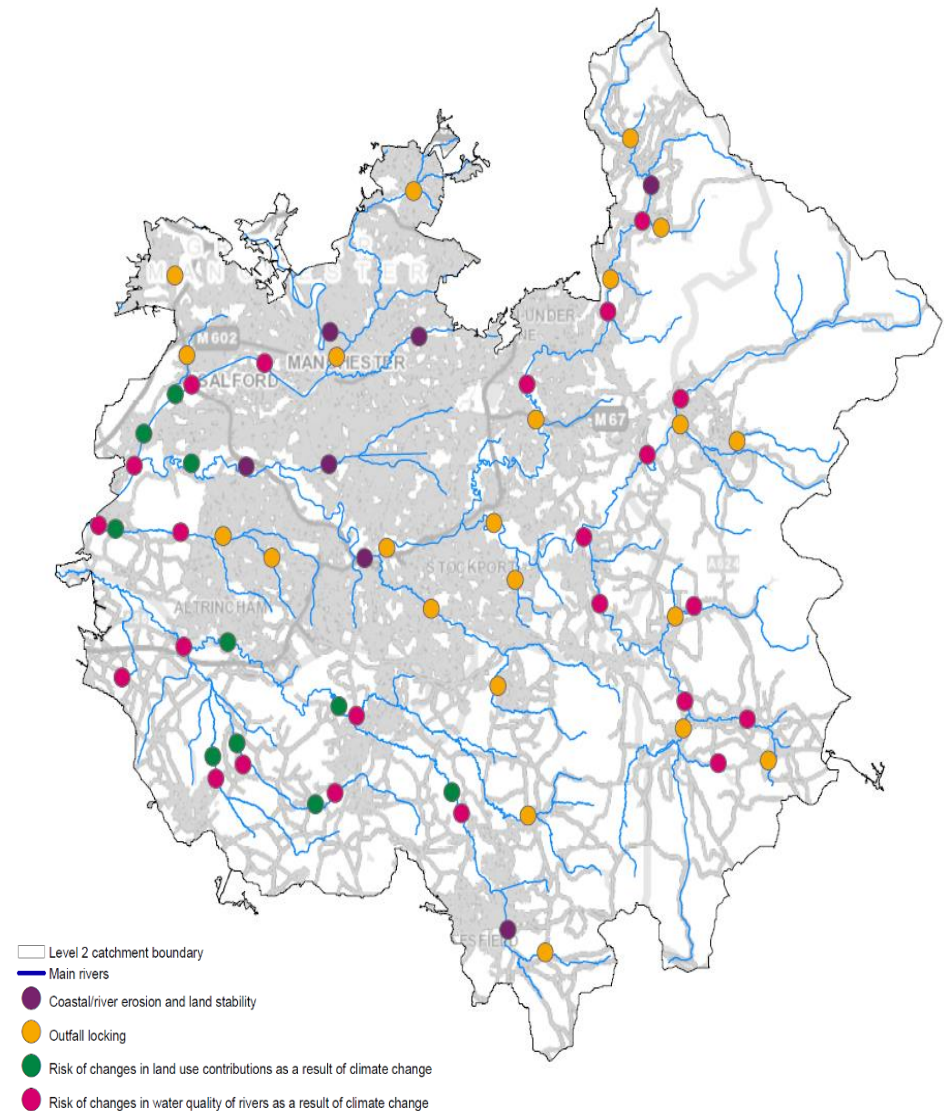 M602
MANCHESTER
SALFORD
UNDER
NE
M67
STOCKPORT
A624
ALTRINCHAM
ESFIELD
Level 2 catchment boundary
Main rivers
Coastal/river erosion and land stability
Outfall locking
Risk of changes in land use contributions as a result of climate change
Risk of changes in water quality of rivers as a result of climate change